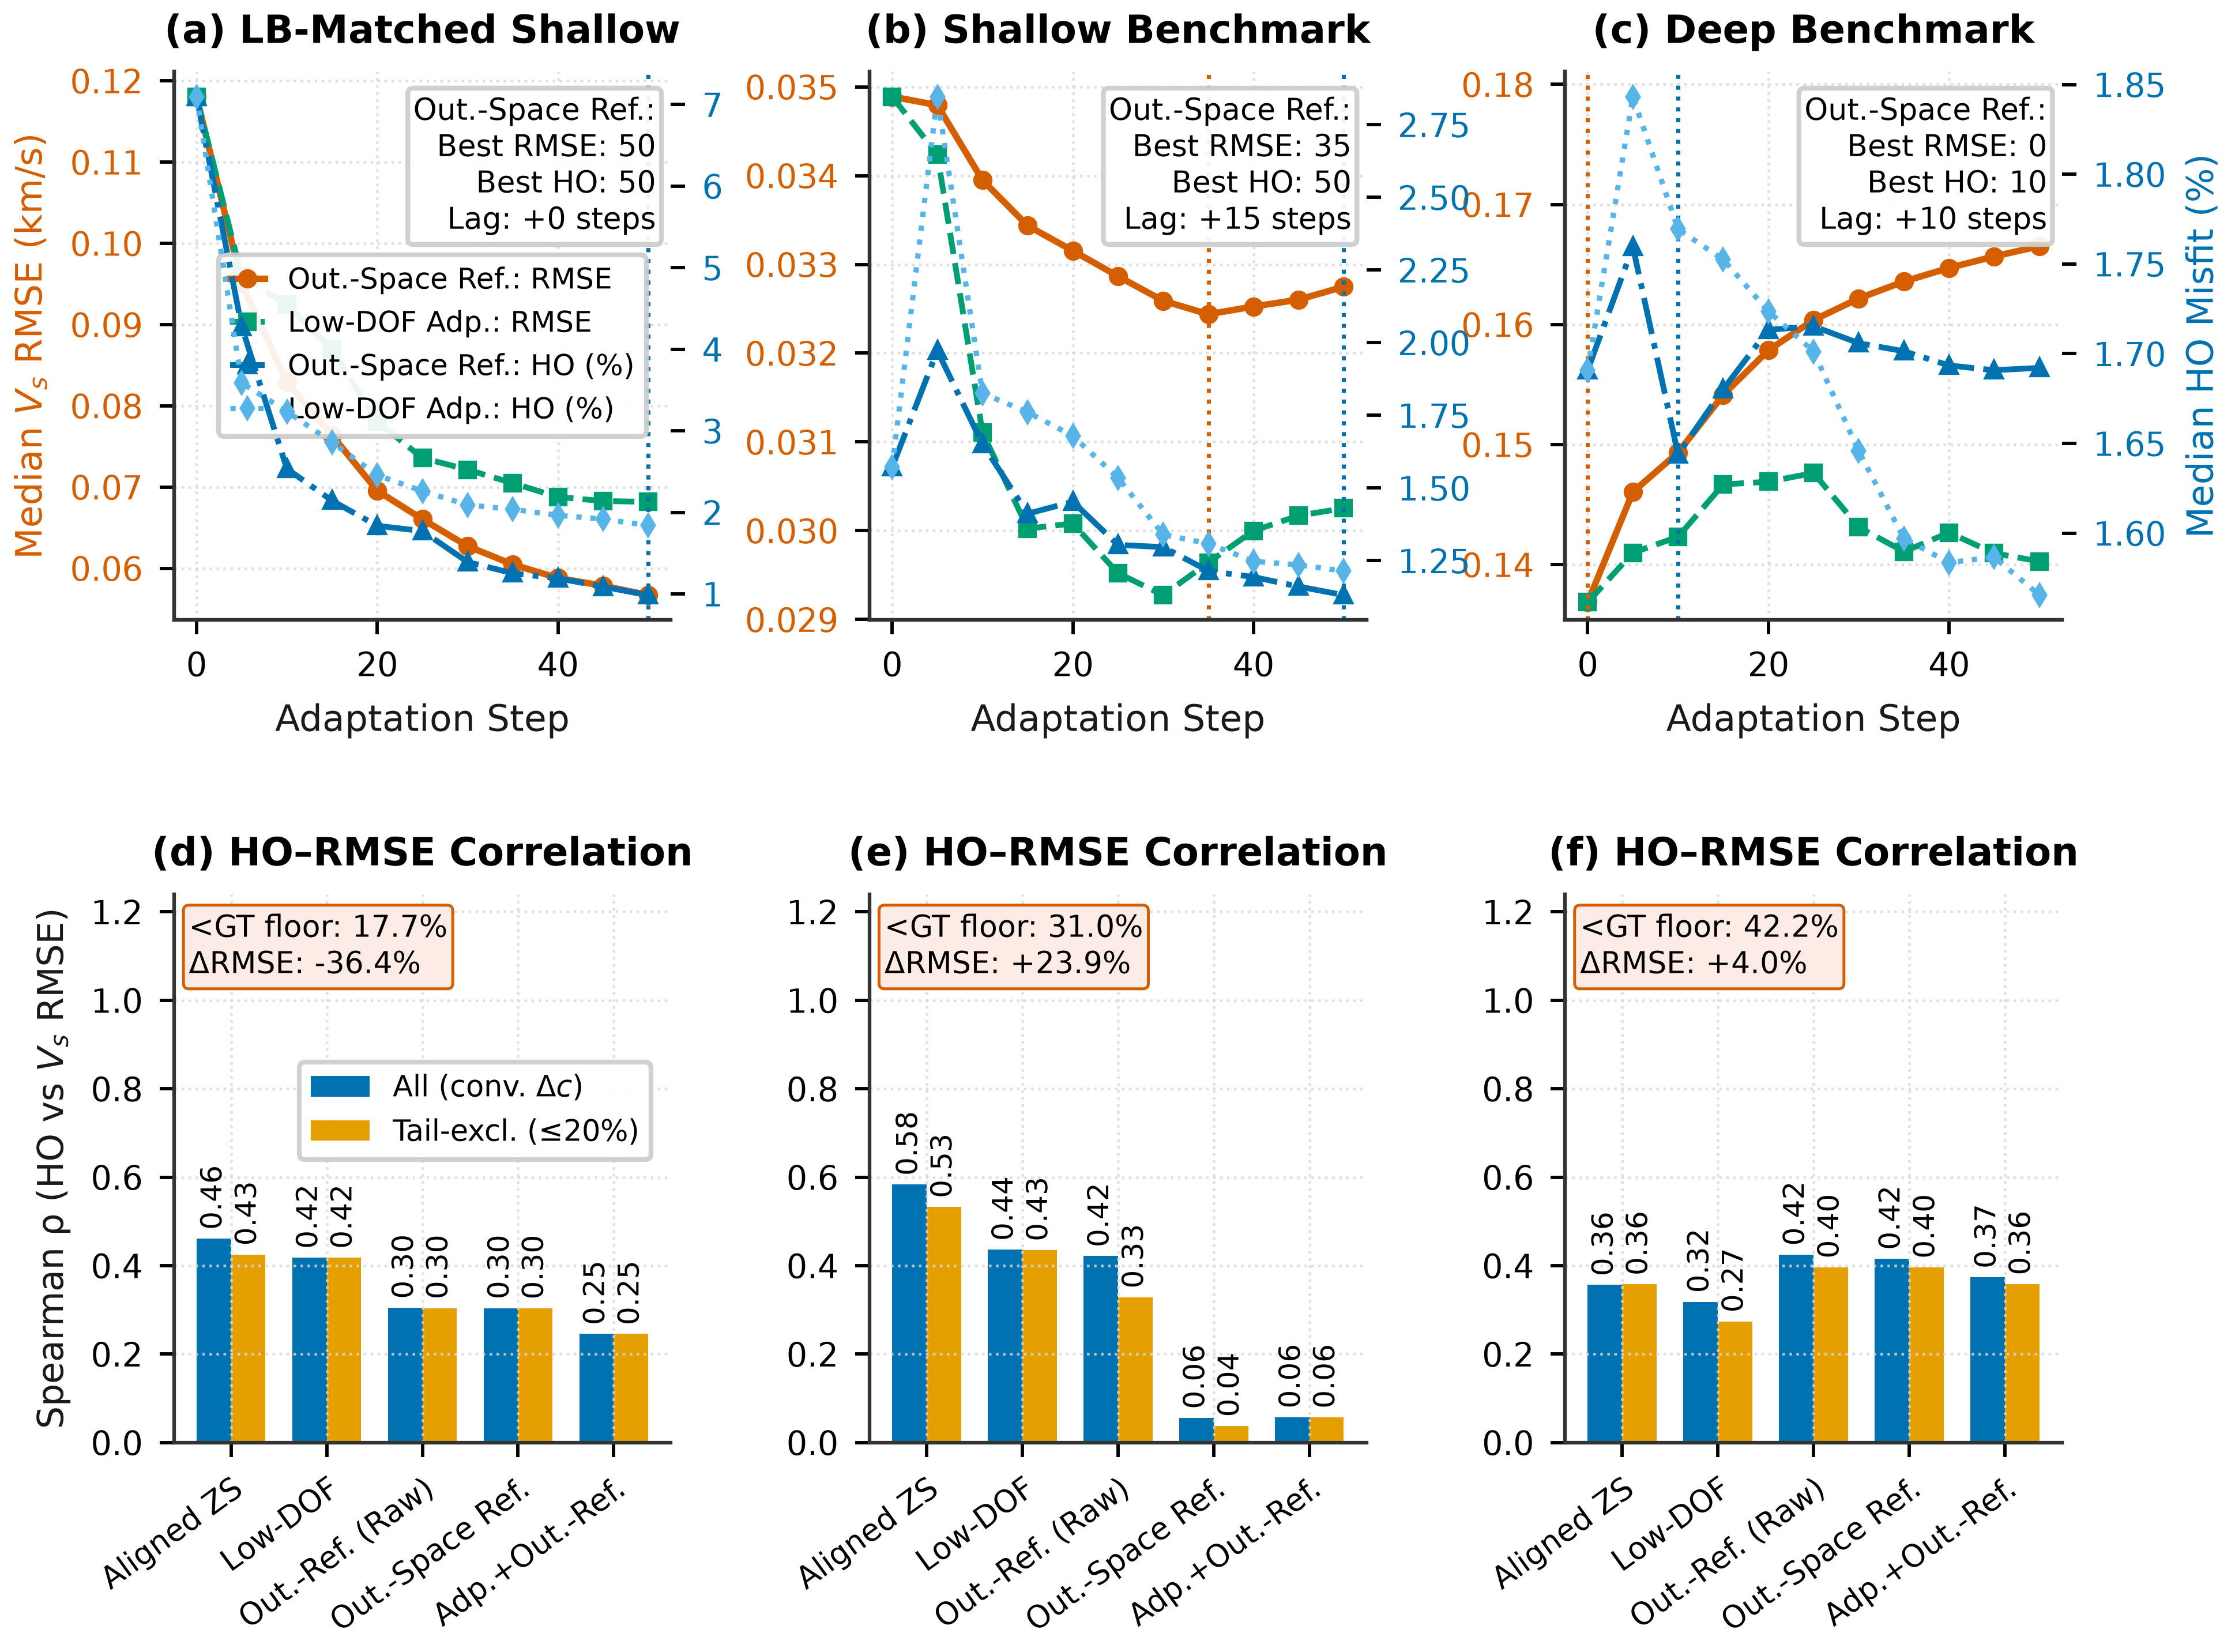 (a) LB-Matched Shallow
Median Vs RMSE (km/s)
0.12
0.11
0.10
0.09
0.08
0.07
0.06
7
6
5
4
3
2
1
Out.-Space Ref.:
Best RMSE: 50
Best HO: 50
Lag: +0 steps
Out.-Space Ref.: RMSE
Low-DOF Adp.: RMSE
Out.-Space Ref.: HO (%)
Low-DOF Adp.: HO (%)
0 20 40
Adaptation Step
(b) Shallow Benchmark
0.035
0.034
0.033
0.032
0.031
0.030
0.029
2.75
2.50
2.25
2.00
1.75
1.50
1.25
Out.-Space Ref.:
Best RMSE: 35
Best HO: 50
Lag: +15 steps
0 20 40
Adaptation Step
(c) Deep Benchmark
0.18
0.17
0.16
0.15
0.14
1.85
1.80
1.75
1.70
1.65
1.60
Median HO Misfit (%)
Out.-Space Ref.:
Best RMSE: 0
Best HO: 10
Lag: +10 steps
0 20 40
Adaptation Step
(d) HO–RMSE Correlation
Spearman ρ (HO vs Vs RMSE)
1.2
1.0
0.8
0.6
0.4
0.2
0.0
<GT floor: 17.7%
ΔRMSE: -36.4%
All (conv. Δc)
Tail-excl. (≤20%)
0.46 0.43 0.42 0.42 0.30 0.30 0.30 0.30 0.25 0.25
Aligned ZS
Low-DOF
Out.-Ref. (Raw)
Out.-Space Ref.
Adp.+Out.-Ref.
(e) HO–RMSE Correlation
1.2
1.0
0.8
0.6
0.4
0.2
0.0
<GT floor: 31.0%
ΔRMSE: +23.9%
0.58 0.53 0.44 0.43 0.42 0.33 0.06 0.04 0.06 0.06
Aligned ZS
Low-DOF
Out.-Ref. (Raw)
Out.-Space Ref.
Adp.+Out.-Ref.
(f) HO–RMSE Correlation
1.2
1.0
0.8
0.6
0.4
0.2
0.0
<GT floor: 42.2%
ΔRMSE: +4.0%
0.36 0.36 0.32 0.27 0.42 0.40 0.42 0.40 0.37 0.36
Aligned ZS
Low-DOF
Out.-Ref. (Raw)
Out.-Space Ref.
Adp.+Out.-Ref.